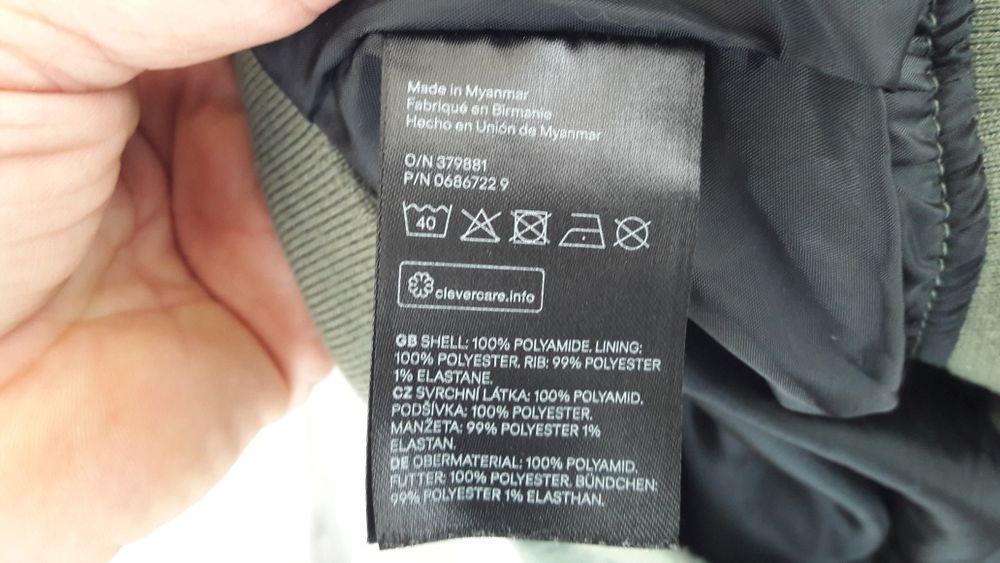 Made in Myanmar
Fabriqué en Birmanie
Hecho en Unión de Myanmar
O/N 379881
P/N 0686722 9
40
clevercare.info
GB SHELL: 100% POLYAMIDE. LINING:
100% POLYESTER. RIB: 99% POLYESTER
1% ELASTANE.
CZ SVRCHNÍ LÁTKA: 100% POLYAMID.
PODŠÍVKA: 100% POLYESTER.
MANŽETA: 99% POLYESTER 1%
ELASTAN.
DE OBERMATERIAL: 100% POLYAMID.
FUTTER: 100% POLYESTER. BÜNDCHEN:
99% POLYESTER 1% ELASTHAN.